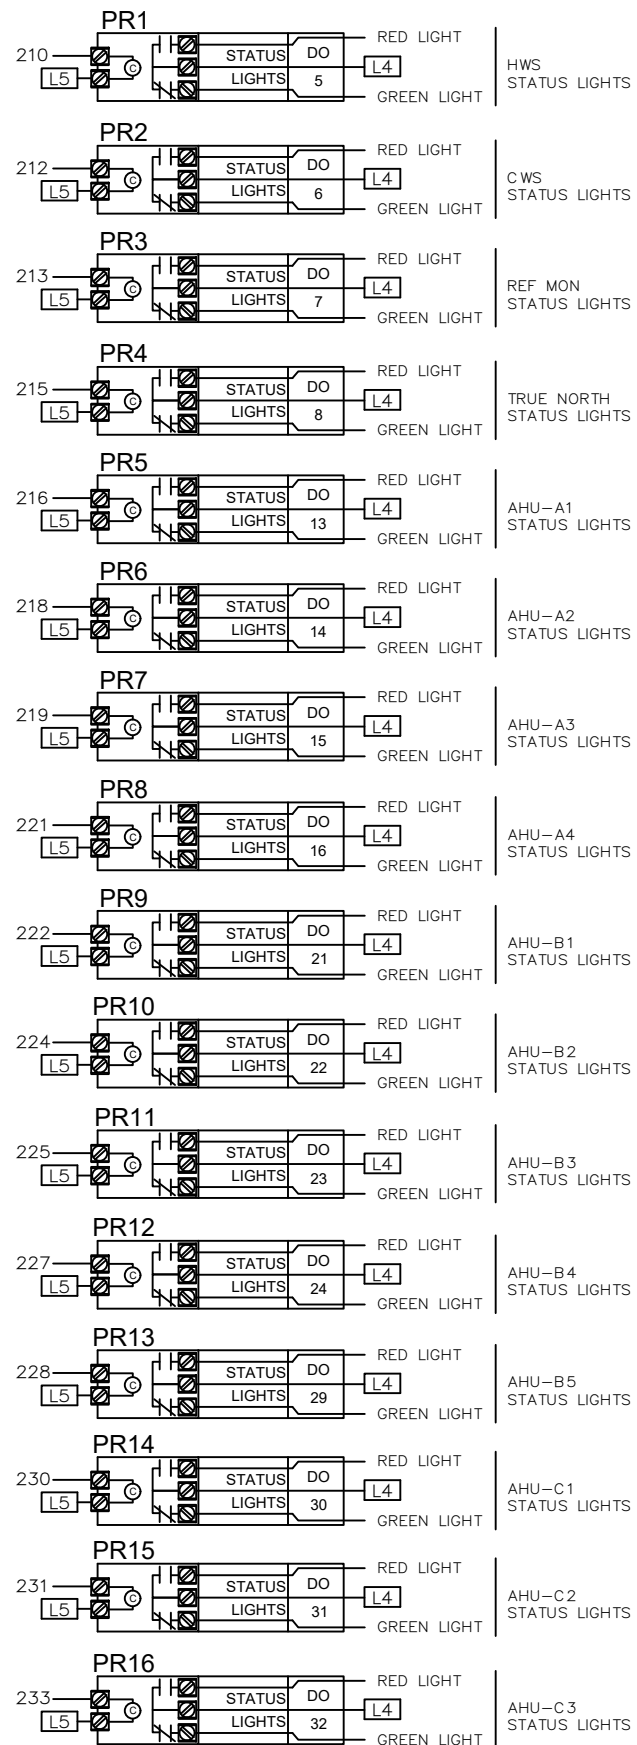 PR1
RED LIGHT
210 STATUS DO
C L4 HWS
L5 LIGHTS 5 STATUS LIGHTS
GREEN LIGHT
PR2
RED LIGHT
212 STATUS DO
C L4 CWS
L5 LIGHTS 6 STATUS LIGHTS
GREEN LIGHT
PR3
RED LIGHT
213 STATUS DO
C L4 REF MON
L5 LIGHTS 7 STATUS LIGHTS
GREEN LIGHT
PR4
RED LIGHT
215 STATUS DO
C L4 TRUE NORTH
L5 LIGHTS 8 STATUS LIGHTS
GREEN LIGHT
PR5
RED LIGHT
216 STATUS DO
C L4 AHU-A1
L5 LIGHTS 13 STATUS LIGHTS
GREEN LIGHT
PR6
RED LIGHT
218 STATUS DO
C L4 AHU-A2
L5 LIGHTS 14 STATUS LIGHTS
GREEN LIGHT
PR7
RED LIGHT
219 STATUS DO
C L4 AHU-A3
L5 LIGHTS 15 STATUS LIGHTS
GREEN LIGHT
PR8
RED LIGHT
221 STATUS DO
C L4 AHU-A4
L5 LIGHTS 16 STATUS LIGHTS
GREEN LIGHT
PR9
RED LIGHT
222 STATUS DO
C L4 AHU-B1
L5 LIGHTS 21 STATUS LIGHTS
GREEN LIGHT
PR10
RED LIGHT
224 STATUS DO
C L4 AHU-B2
L5 LIGHTS 22 STATUS LIGHTS
GREEN LIGHT
PR11
RED LIGHT
225 STATUS DO
C L4 AHU-B3
L5 LIGHTS 23 STATUS LIGHTS
GREEN LIGHT
PR12
RED LIGHT
227 STATUS DO
C L4 AHU-B4
L5 LIGHTS 24 STATUS LIGHTS
GREEN LIGHT
PR13
RED LIGHT
228 STATUS DO
C L4 AHU-B5
L5 LIGHTS 29 STATUS LIGHTS
GREEN LIGHT
PR14
RED LIGHT
230 STATUS DO
C L4 AHU-C1
L5 LIGHTS 30 STATUS LIGHTS
GREEN LIGHT
PR15
RED LIGHT
231 STATUS DO
C L4 AHU-C2
L5 LIGHTS 31 STATUS LIGHTS
GREEN LIGHT
PR16
RED LIGHT
233 STATUS DO
C L4 AHU-C3
L5 LIGHTS 32 STATUS LIGHTS
GREEN LIGHT